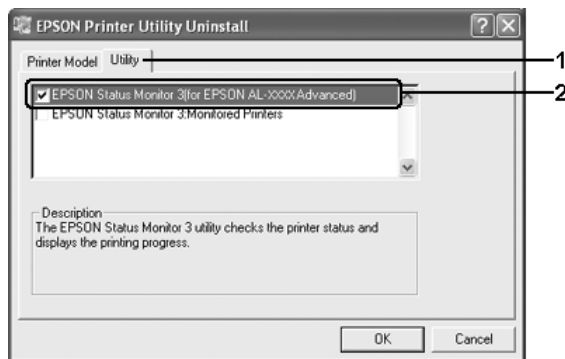 EPSON Printer Utility Uninstall
Printer Model Utility 1
EPSON Status Monitor 3(for EPSON AL-XXXX Advanced) 2
EPSON Status Monitor 3:Monitored Printers
Description
The EPSON Status Monitor 3 utility checks the printer status and
displays the printing progress.
OK Cancel